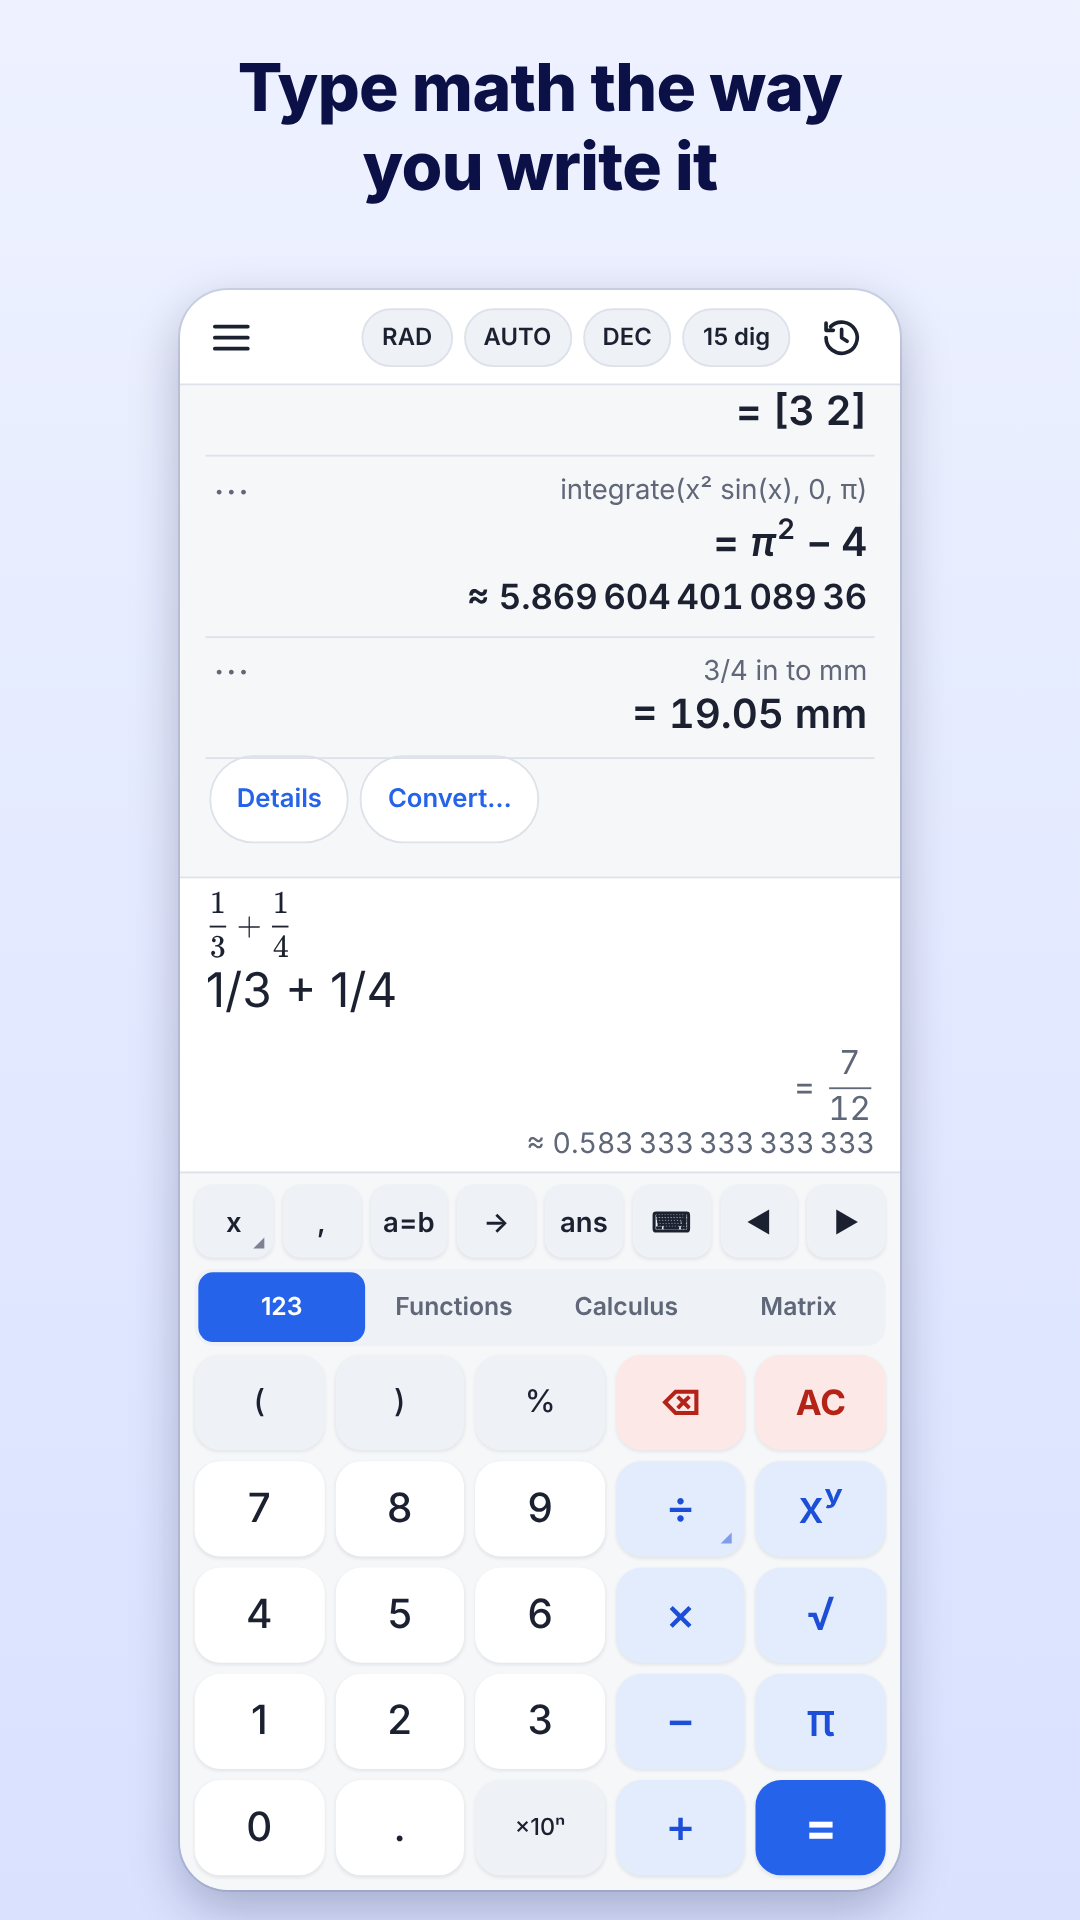 Type math the way
you write it
RAD AUTO DEC 15 dig
= [3 2]
... integrate(x² sin(x), 0, π)
= π² − 4
≈ 5.869 604 401 089 36
... 3/4 in to mm
= 19.05 mm
Details Convert...
1/3 + 1/4
1/3 + 1/4
= 7/12
≈ 0.583 333 333 333 333
x , a=b → ans ⌨ ◀ ▶
123 Functions Calculus Matrix
( ) % ⌫ AC
7 8 9 ÷ xʸ
4 5 6 × √
1 2 3 − π
0 . ×10ⁿ + =